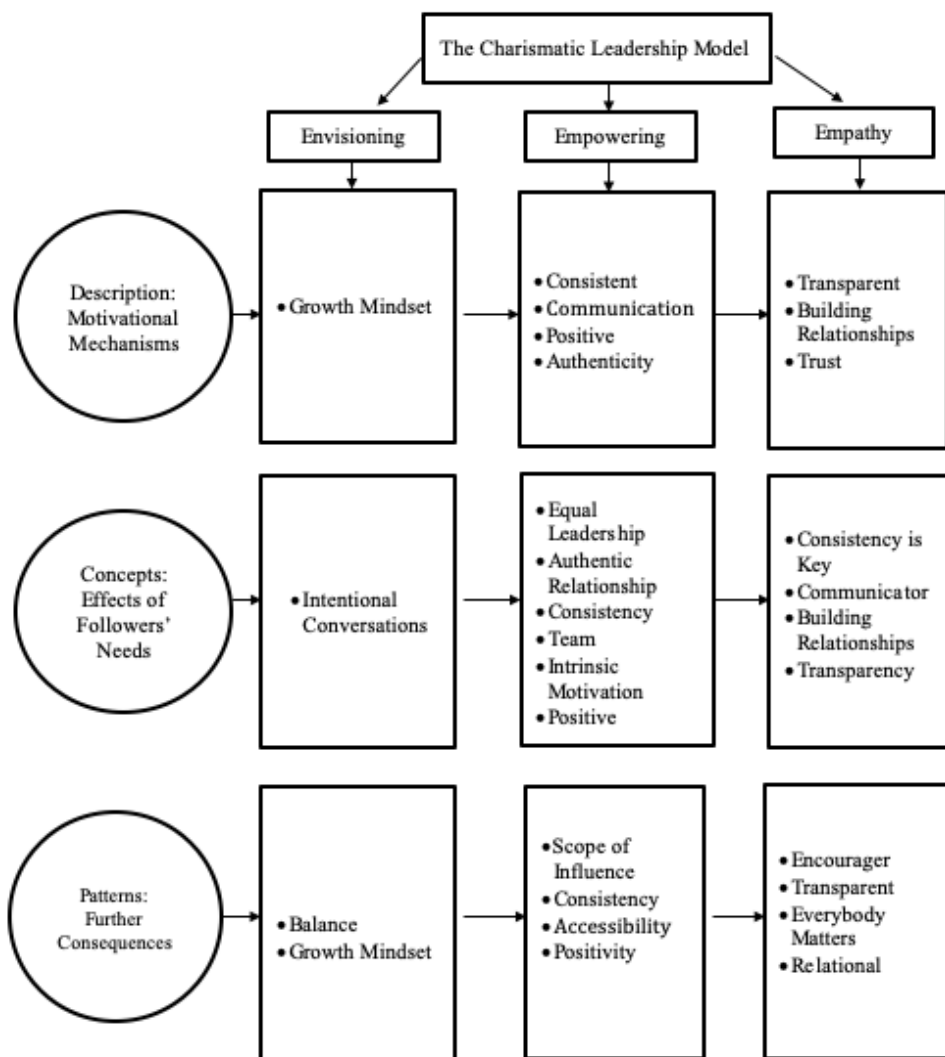 The Charismatic Leadership Model
Envisioning
Empowering
Empathy
Description:
Motivational
Mechanisms
• Growth Mindset
• Consistent
• Communication
• Positive
• Authenticity
• Transparent
• Building
Relationships
• Trust
Concepts:
Effects of
Followers'
Needs
• Intentional
Conversations
• Equal
Leadership
• Authentic
Relationship
• Consistency
• Team
• Intrinsic
Motivation
• Positive
• Consistency is
Key
• Communicator
• Building
Relationships
• Transparency
Patterns:
Further
Consequences
• Balance
• Growth Mindset
• Scope of
Influence
• Consistency
• Accessibility
• Positivity
• Encourager
• Transparent
• Everybody
Matters
• Relational